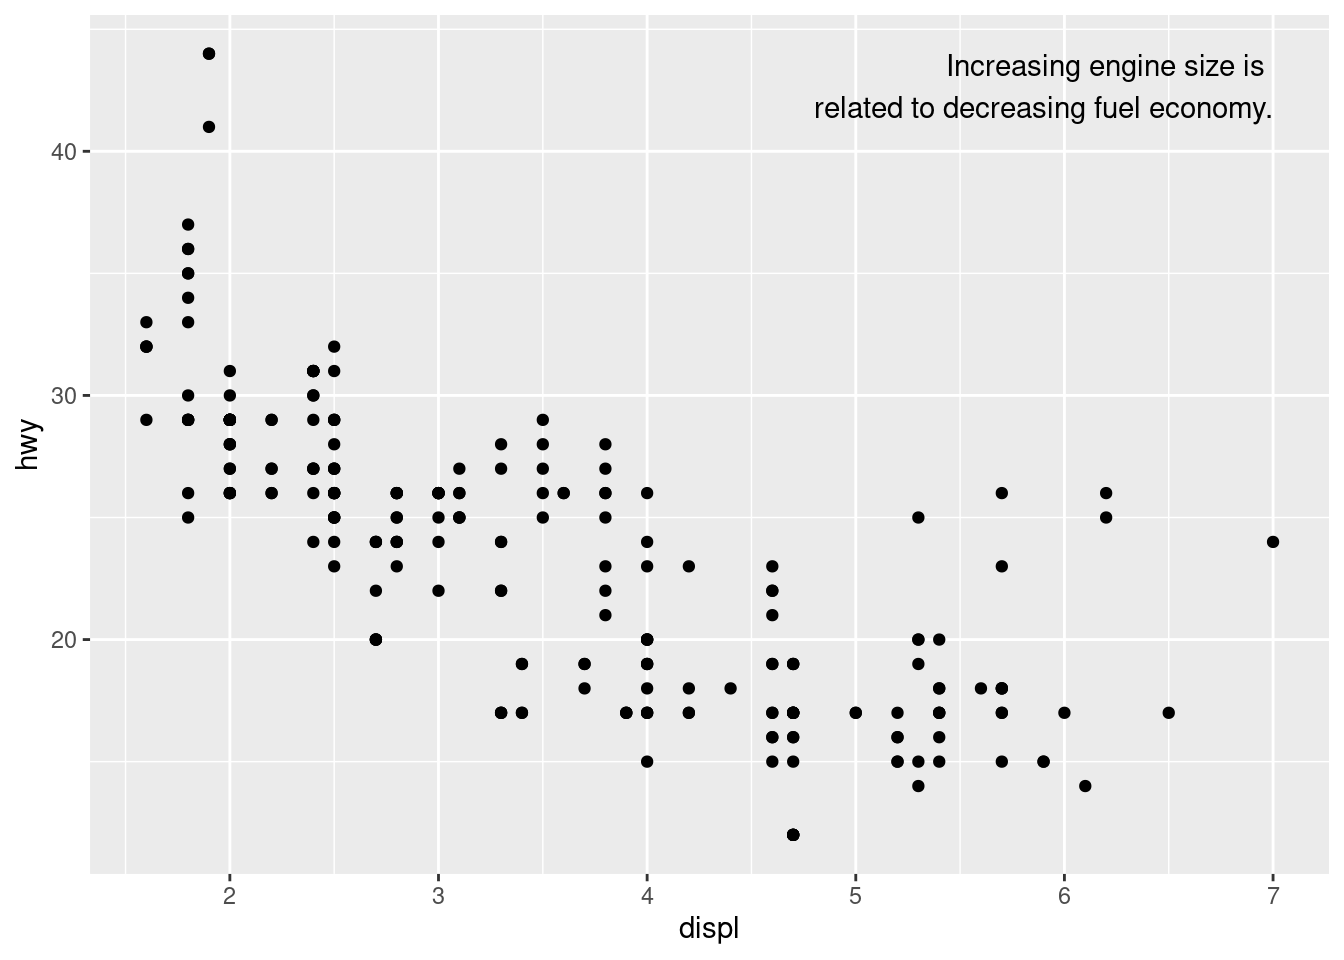 Increasing engine size is
related to decreasing fuel economy.
40
30
20
hwy
2 3 4 5 6 7
displ